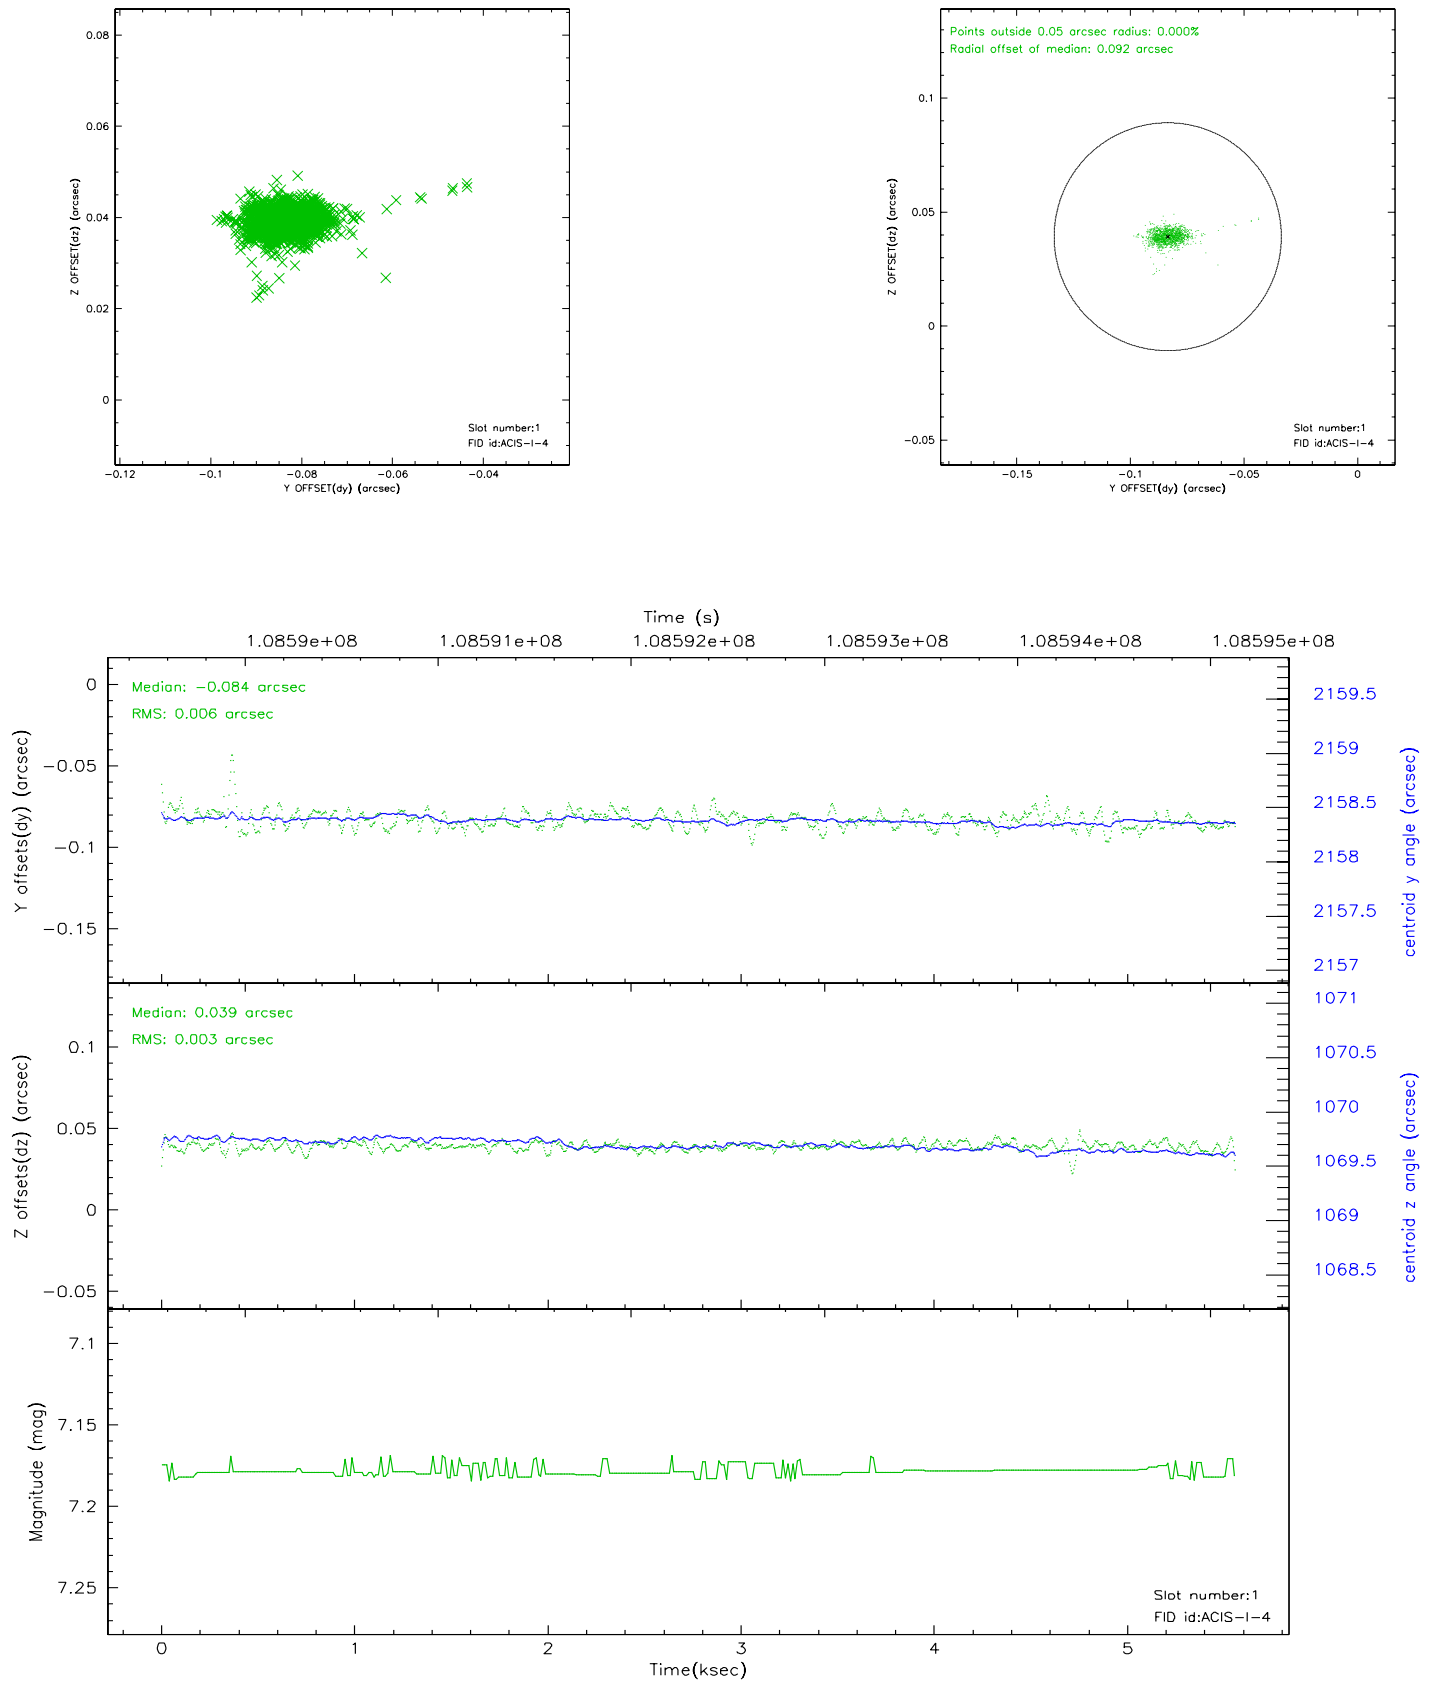 0.08
0.06
0.04
0.02
0
Z OFFSET(dz) (arcsec)
Slot number:1
FID id:ACIS-I-4
-0.12 -0.1 -0.08 -0.06 -0.04
Y OFFSET(dy) (arcsec)
Points outside 0.05 arcsec radius: 0.000%
Radial offset of median: 0.092 arcsec
0.1
0.05
0
-0.05
Z OFFSET(dz) (arcsec)
Slot number:1
FID id:ACIS-I-4
-0.15 -0.1 -0.05 0
Y OFFSET(dy) (arcsec)
Time (s)
1.0859e+08 1.08591e+08 1.08592e+08 1.08593e+08 1.08594e+08 1.08595e+08
Median: -0.084 arcsec
RMS: 0.006 arcsec
0
-0.05
-0.1
-0.15
Y offsets(dy) (arcsec)
2159.5
2159
2158.5
2158
2157.5
2157
centroid y angle (arcsec)
Median: 0.039 arcsec
RMS: 0.003 arcsec
0.1
0.05
0
-0.05
Z offsets(dz) (arcsec)
1071
1070.5
1070
1069.5
1069
1068.5
centroid z angle (arcsec)
7.1
7.15
7.2
7.25
Magnitude (mag)
Slot number:1
FID id:ACIS-I-4
0 1 2 3 4 5
Time(ksec)